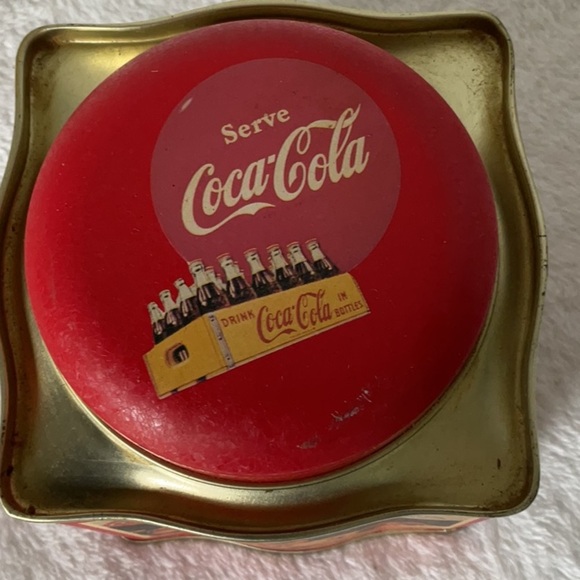 Serve
Coca-Cola
DRINK Coca-Cola IN
BOTTLES